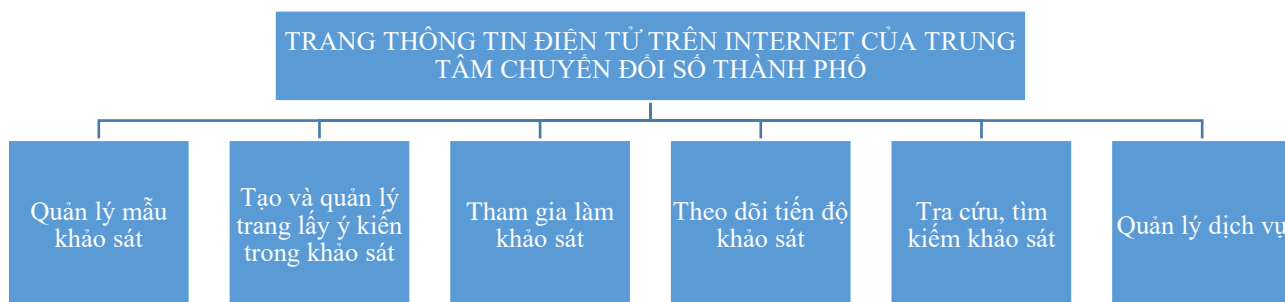 TRANG THÔNG TIN ĐIỆN TỬ TRÊN INTERNET CỦA TRUNG
TÂM CHUYỂN ĐỔI SỐ THÀNH PHỐ
Quản lý mẫu
khảo sát
Tạo và quản lý
trang lấy ý kiến
trong khảo sát
Tham gia làm
khảo sát
Theo dõi tiến độ
khảo sát
Tra cứu, tìm
kiếm khảo sát
Quản lý dịch vụ